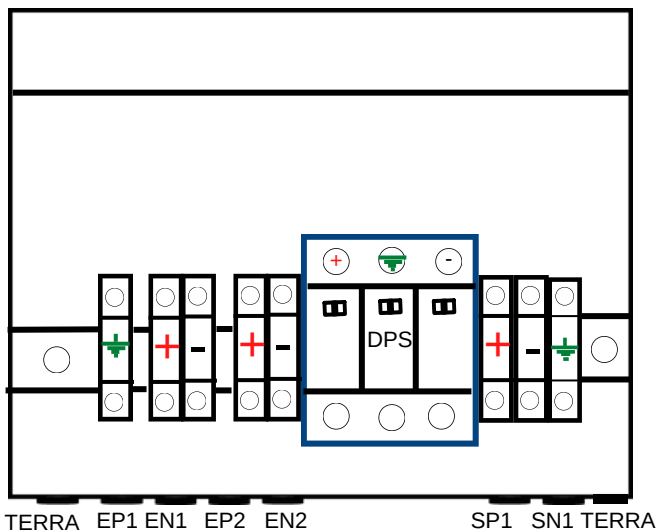 + -
DPS
+ - + - + -
TERRA EP1 EN1 EP2 EN2 SP1 SN1 TERRA